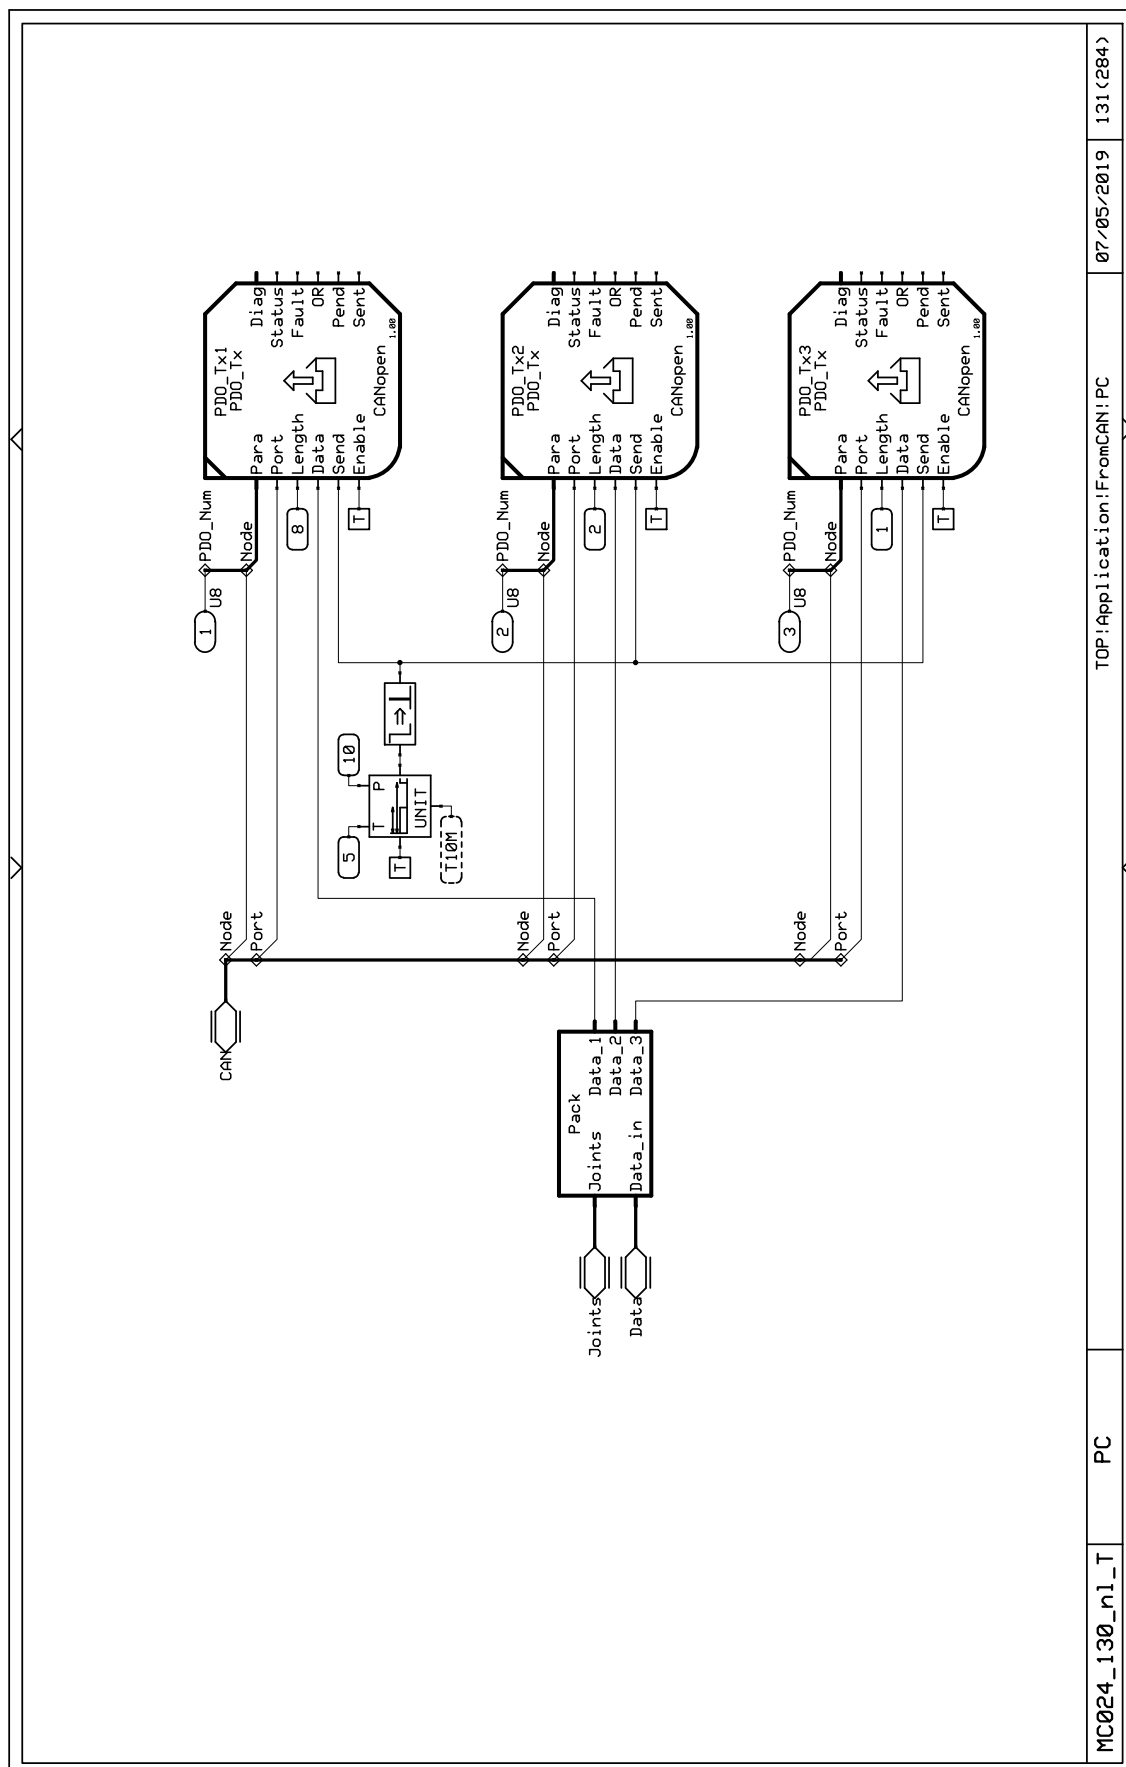 CAN
Node
Port
Node
Port
Node
Port
Joints
Data
Pack
Joints
Data_in
Data_1
Data_2
Data_3
T
5
10
T
P
UNIT
T10M
1
U8
PDO_Num
Node
8
T
PDO_Tx1
PDO_Tx
Para
Port
Length
Data
Send
Enable
Diag
Status
Fault
OR
Pend
Sent
CANopen
1.00
2
U8
PDO_Num
Node
2
T
PDO_Tx2
PDO_Tx
Para
Port
Length
Data
Send
Enable
Diag
Status
Fault
OR
Pend
Sent
CANopen
1.00
3
U8
PDO_Num
Node
1
T
PDO_Tx3
PDO_Tx
Para
Port
Length
Data
Send
Enable
Diag
Status
Fault
OR
Pend
Sent
CANopen
1.00
MC024_130_nl_T
PC
TOP!Application!FromCAN!PC
07/05/2019
131(284)